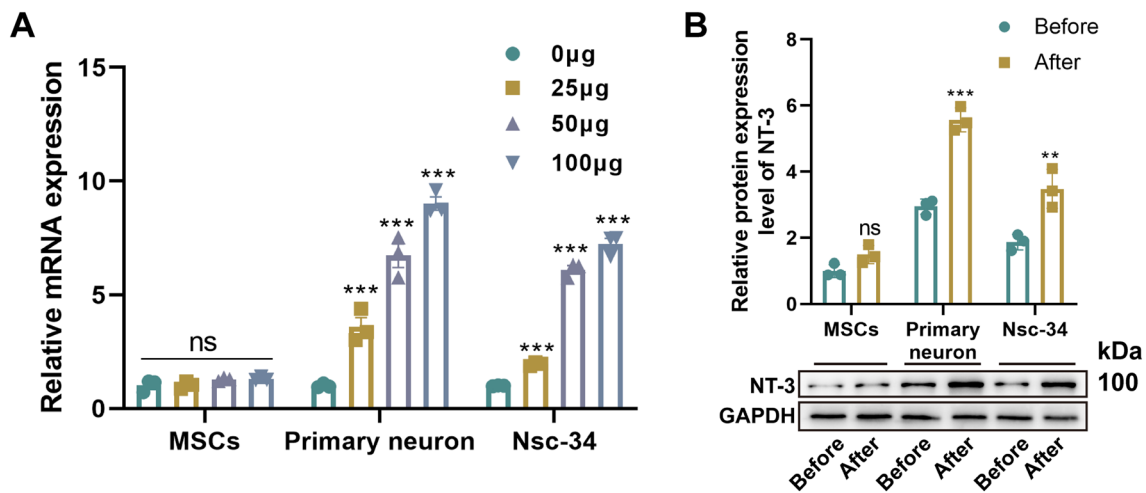 A
Relative mRNA expression
15
10
5
0
0µg
25µg
50µg
100µg
ns
***
***
***
***
***
***
MSCs
Primary neuron
Nsc-34
B
Before
After
Relative protein expression
level of NT-3
8
6
4
2
0
ns
***
**
MSCs
Primary
neuron
Nsc-34
kDa
NT-3
100
GAPDH
Before
After
Before
After
Before
After